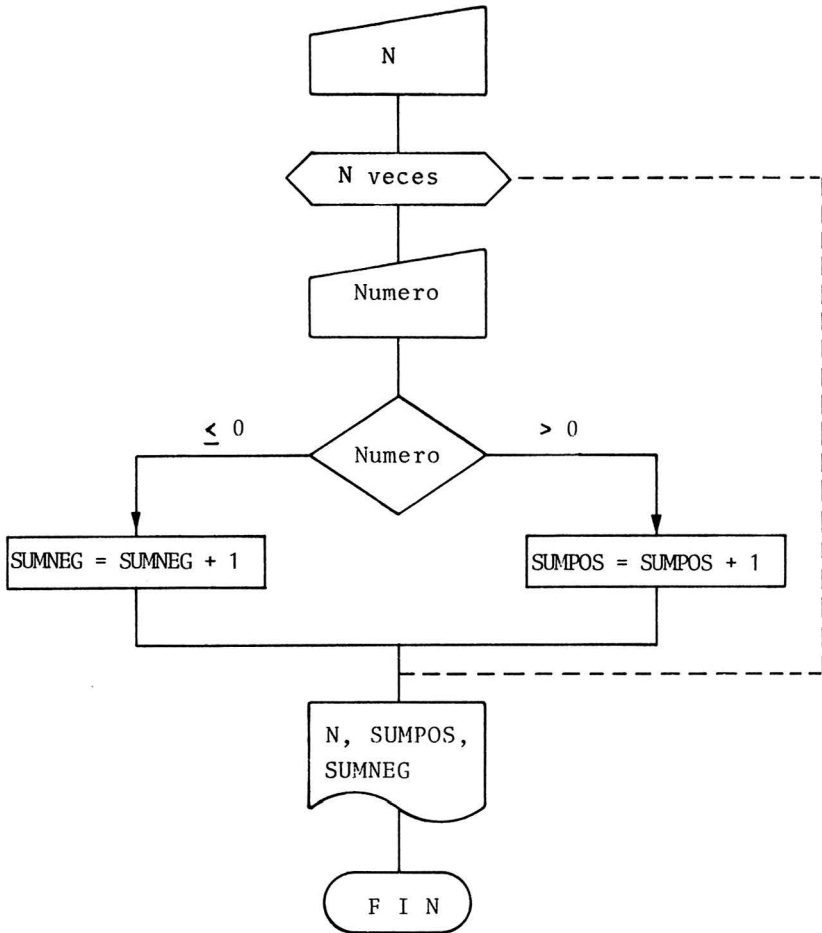 N
N veces
Numero
≤ 0
Numero
> 0
SUMNEG = SUMNEG + 1
SUMPOS = SUMPOS + 1
N, SUMPOS,
SUMNEG
F I N